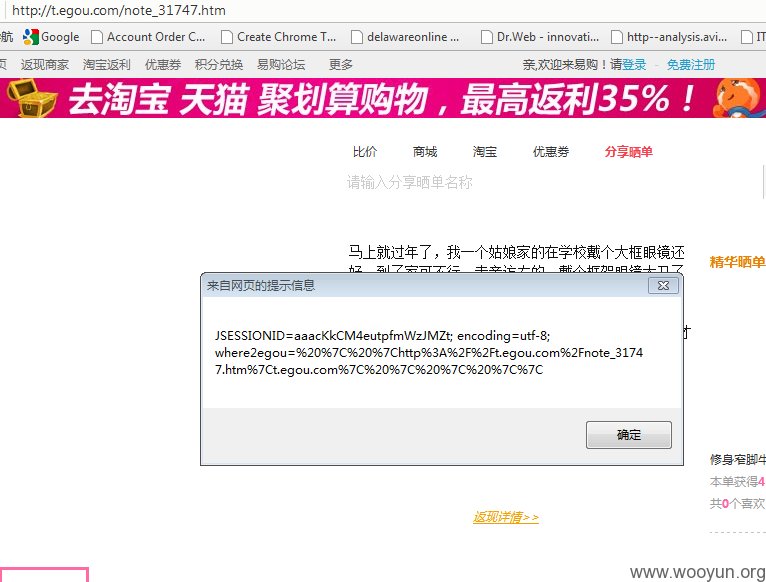 http://t.egou.com/note_31747.htm
航 Google Account Order C... Create Chrome T... delawareonline ... Dr.Web - innovati... http--analysis.avi... IT
页 返现商家 淘宝返利 优惠券 积分兑换 易购论坛 更多 亲,欢迎来易购！请登录 - 免费注册
去淘宝 天猫 聚划算购物，最高返利35%！
比价 商城 淘宝 优惠券 分享晒单
请输入分享晒单名称
马上就过年了，我一个姑娘家的在学校戴个大框眼镜还
精华晒单
来自网页的提示信息
JSESSIONID=aaacKkCM4eutpfmWzJMZt; encoding=utf-8;
where2egou=%20%7C%20%7Chttp%3A%2F%2Ft.egou.com%2Fnote_3174
7.htm%7Ct.egou.com%7C%20%7C%20%7C%20%7C%7C
确定
修身窄脚牛
本单获得4
共0个喜欢
返现详情>>
www.wooyun.org